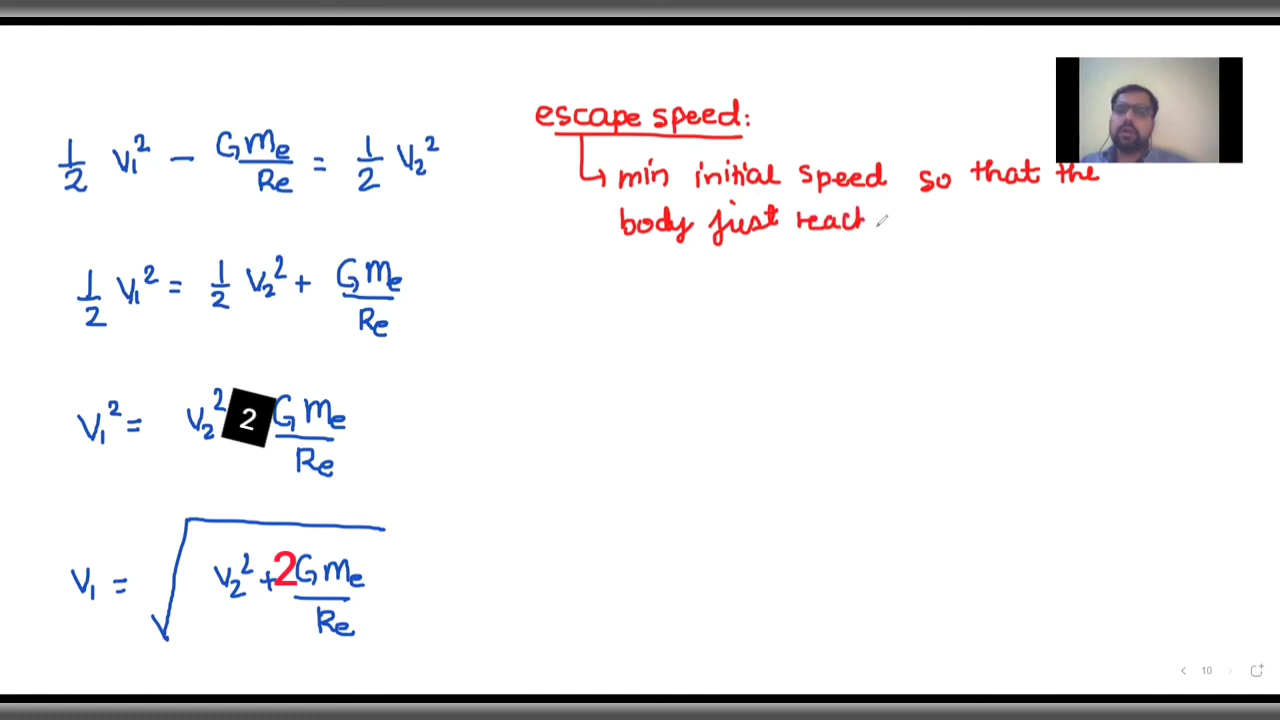 1/2 V₁² − GMe/Re = 1/2 V₂²
1/2 V₁² = 1/2 V₂² + GMe/Re
V₁² = V₂² 2 GMe/Re
V₁ = √(V₂² + 2GMe/Re)
escape speed:
↳ min initial speed so that the
body just reach
10